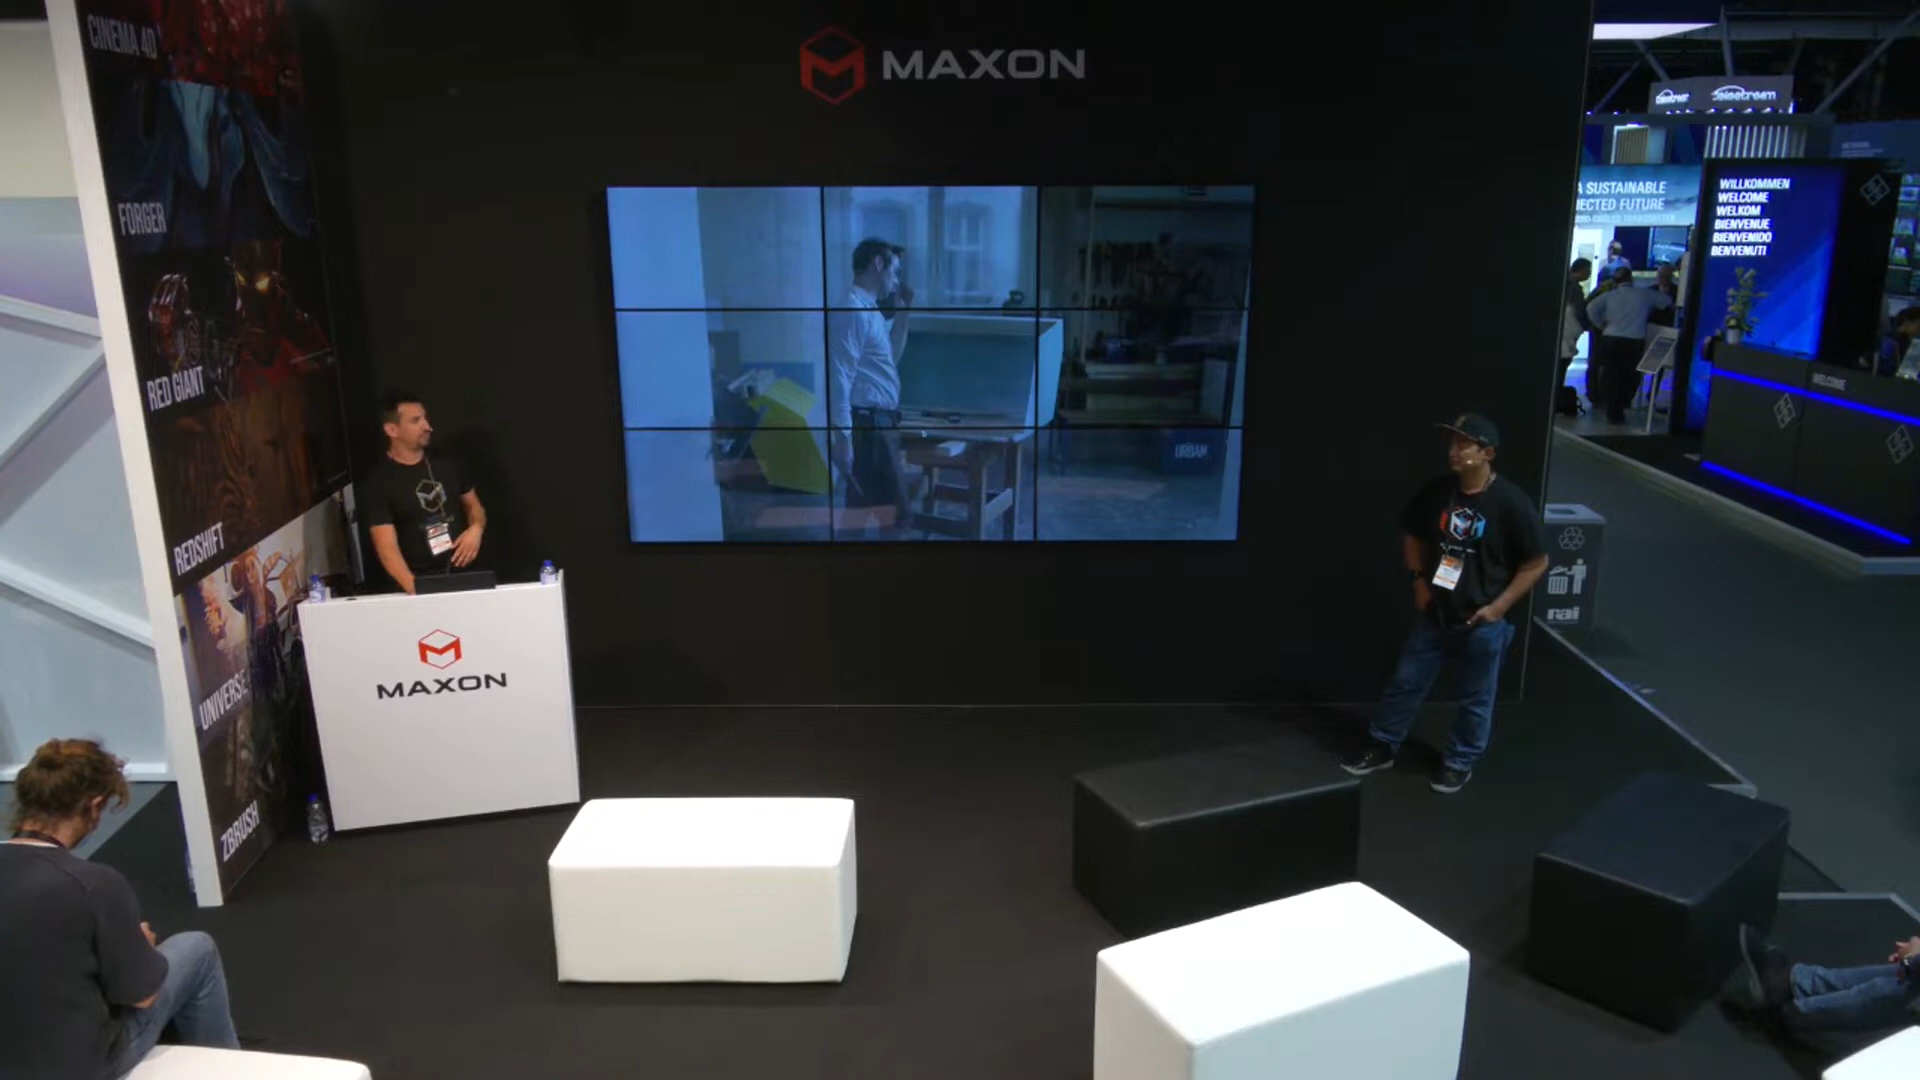 CINEMA 4D
FORGER
RED GIANT
REDSHIFT
UNIVERSE
ZBRUSH
MAXON
URBAN
MAXON
rai
A SUSTAINABLE
FUTURE
WILLKOMMEN
WELCOME
WELKOM
BIENVENUE
BIENVENIDO
BENVENUTI
WELCOME